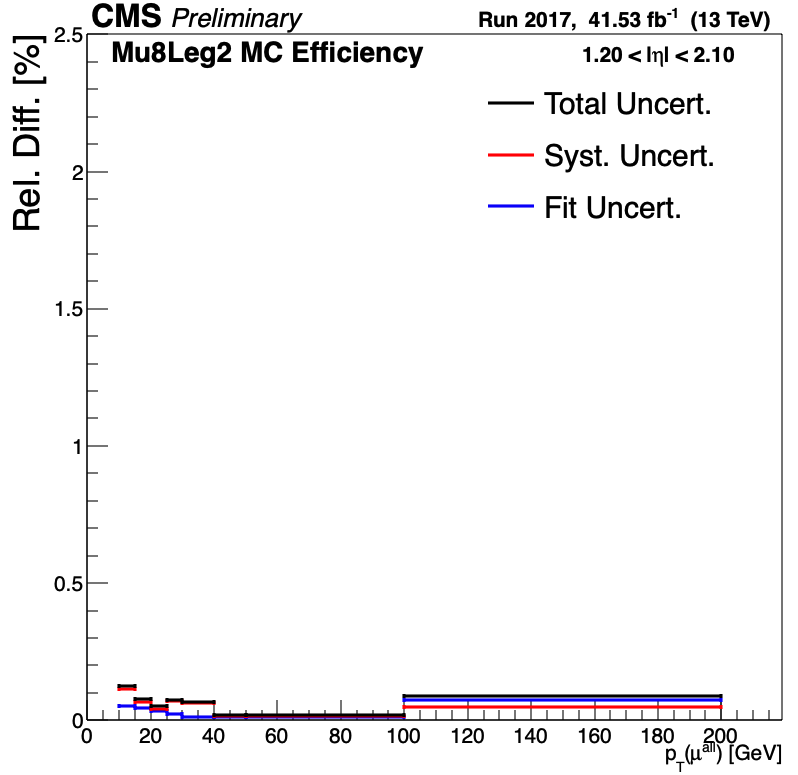 CMS Preliminary Run 2017, 41.53 fb⁻¹ (13 TeV)
Mu8Leg2 MC Efficiency 1.20 < |η| < 2.10
Total Uncert.
Syst. Uncert.
Fit Uncert.
Rel. Diff. [%]
2.5
2
1.5
1
0.5
0
0 20 40 60 80 100 120 140 160 180 200
p_T(μ^all) [GeV]